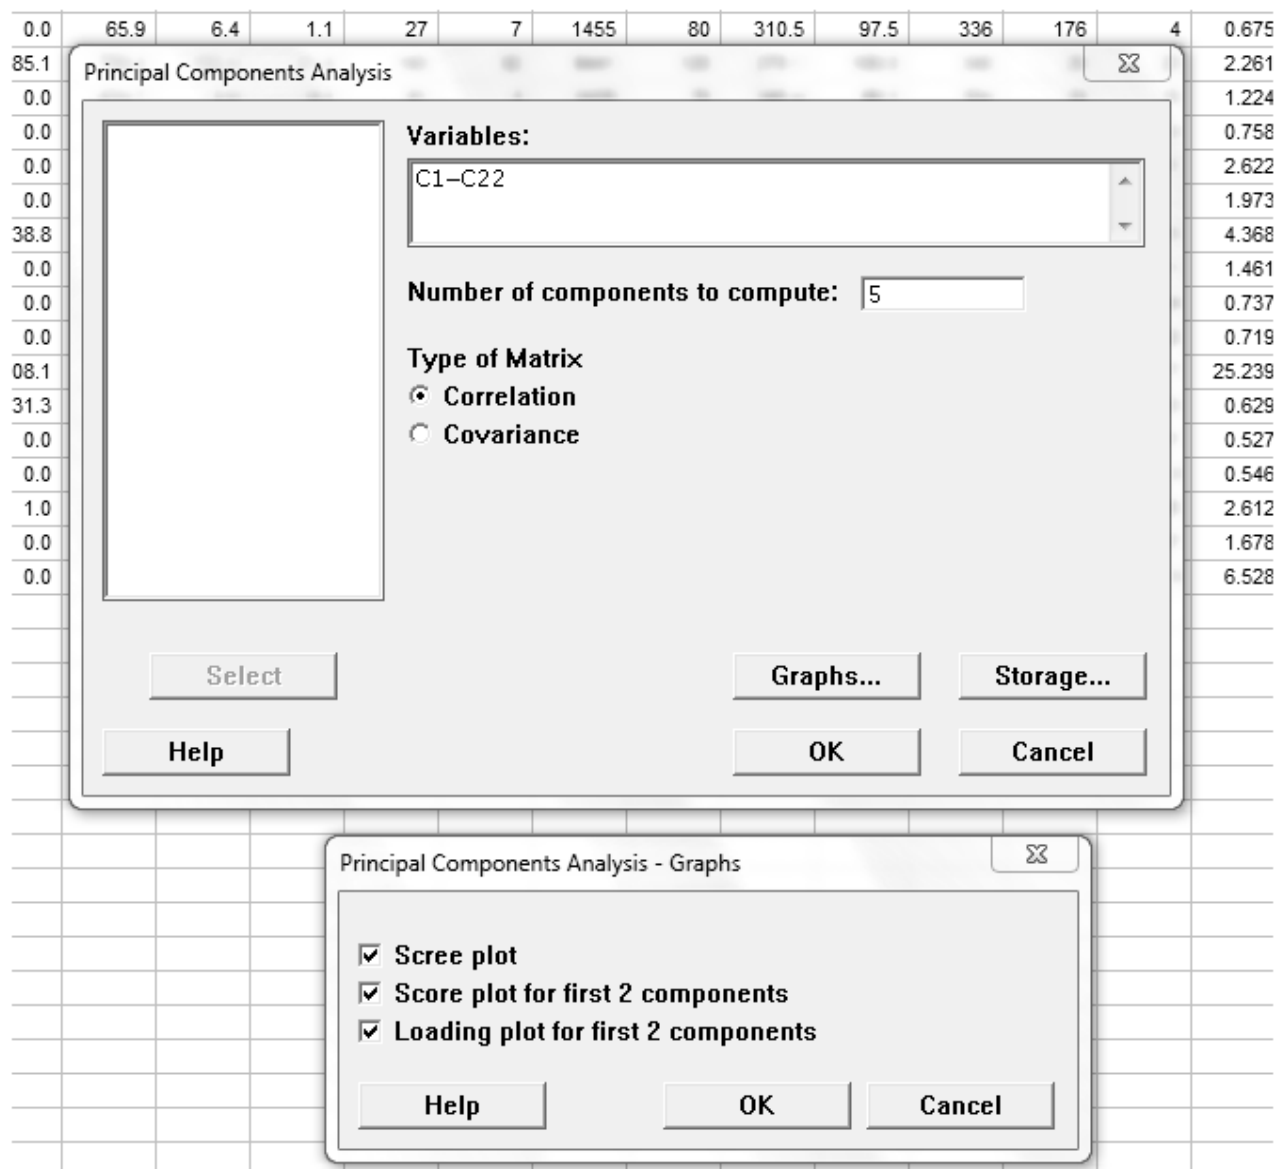 0.0 65.9 6.4 1.1 27 7 1455 80 310.5 97.5 336 176 4 0.675
85.1 2.261
0.0 1.224
0.0 0.758
0.0 2.622
0.0 1.973
38.8 4.368
0.0 1.461
0.0 0.737
0.0 0.719
08.1 25.239
31.3 0.629
0.0 0.527
0.0 0.546
1.0 2.612
0.0 1.678
0.0 6.528
Principal Components Analysis
Variables:
C1-C22
Number of components to compute: 5
Type of Matrix
Correlation
Covariance
Select
Graphs...
Storage...
Help
OK
Cancel
Principal Components Analysis - Graphs
Scree plot
Score plot for first 2 components
Loading plot for first 2 components
Help
OK
Cancel